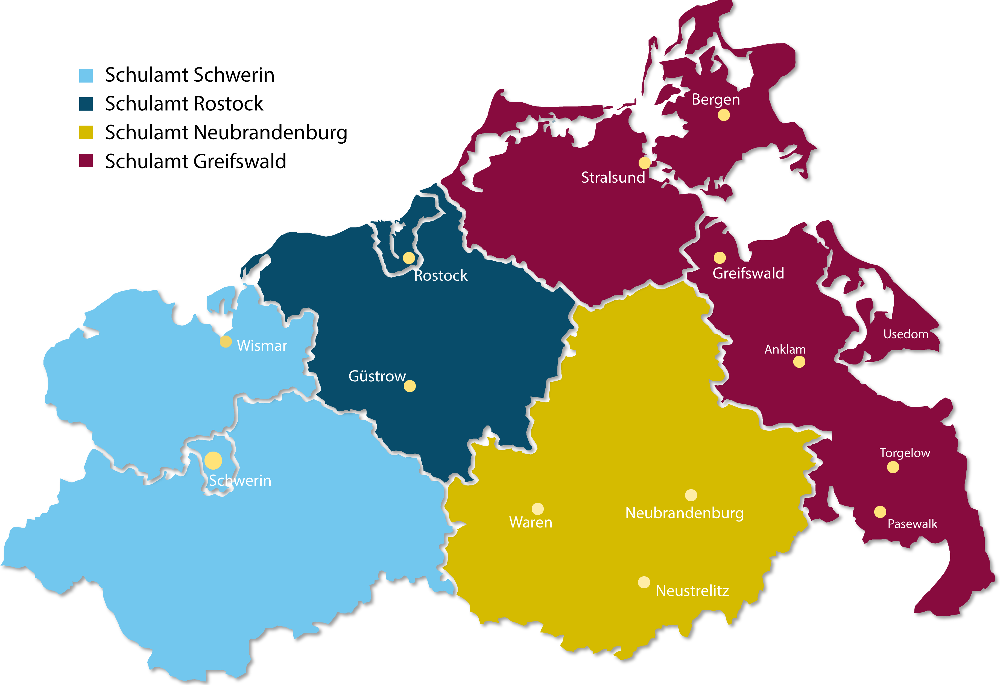 Schulamt Schwerin
Schulamt Rostock
Schulamt Neubrandenburg
Schulamt Greifswald
Bergen
Stralsund
Rostock
Greifswald
Usedom
Wismar
Anklam
Güstrow
Torgelow
Schwerin
Neubrandenburg
Waren
Pasewalk
Neustrelitz